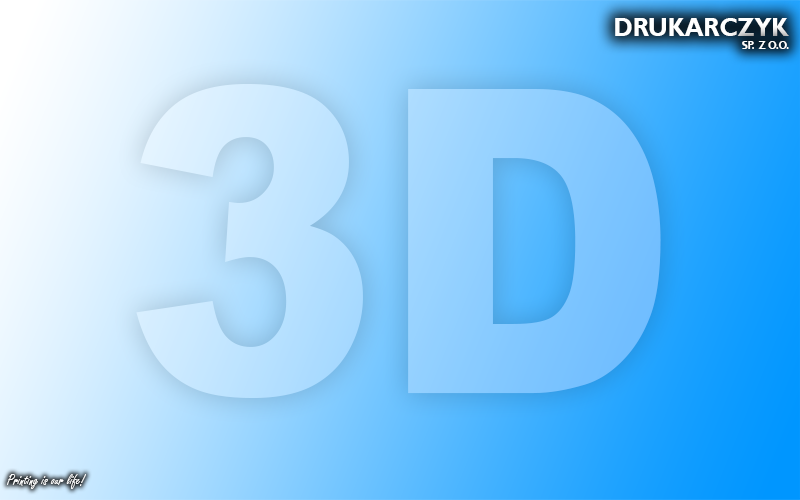 DRUKARCZYK
SP. Z O.O.
3D
Printing is our life!